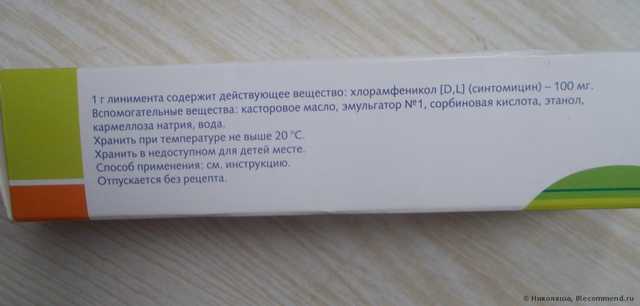 1 г линимента содержит действующее вещество: хлорамфеникол [D,L] (синтомицин) – 100 мг.
Вспомогательные вещества: касторовое масло, эмульгатор №1, сорбиновая кислота, этанол,
кармеллоза натрия, вода.
Хранить при температуре не выше 20 °С.
Хранить в недоступном для детей месте.
Способ применения: см. инструкцию.
Отпускается без рецепта.
© Николяша, IRecommend.ru